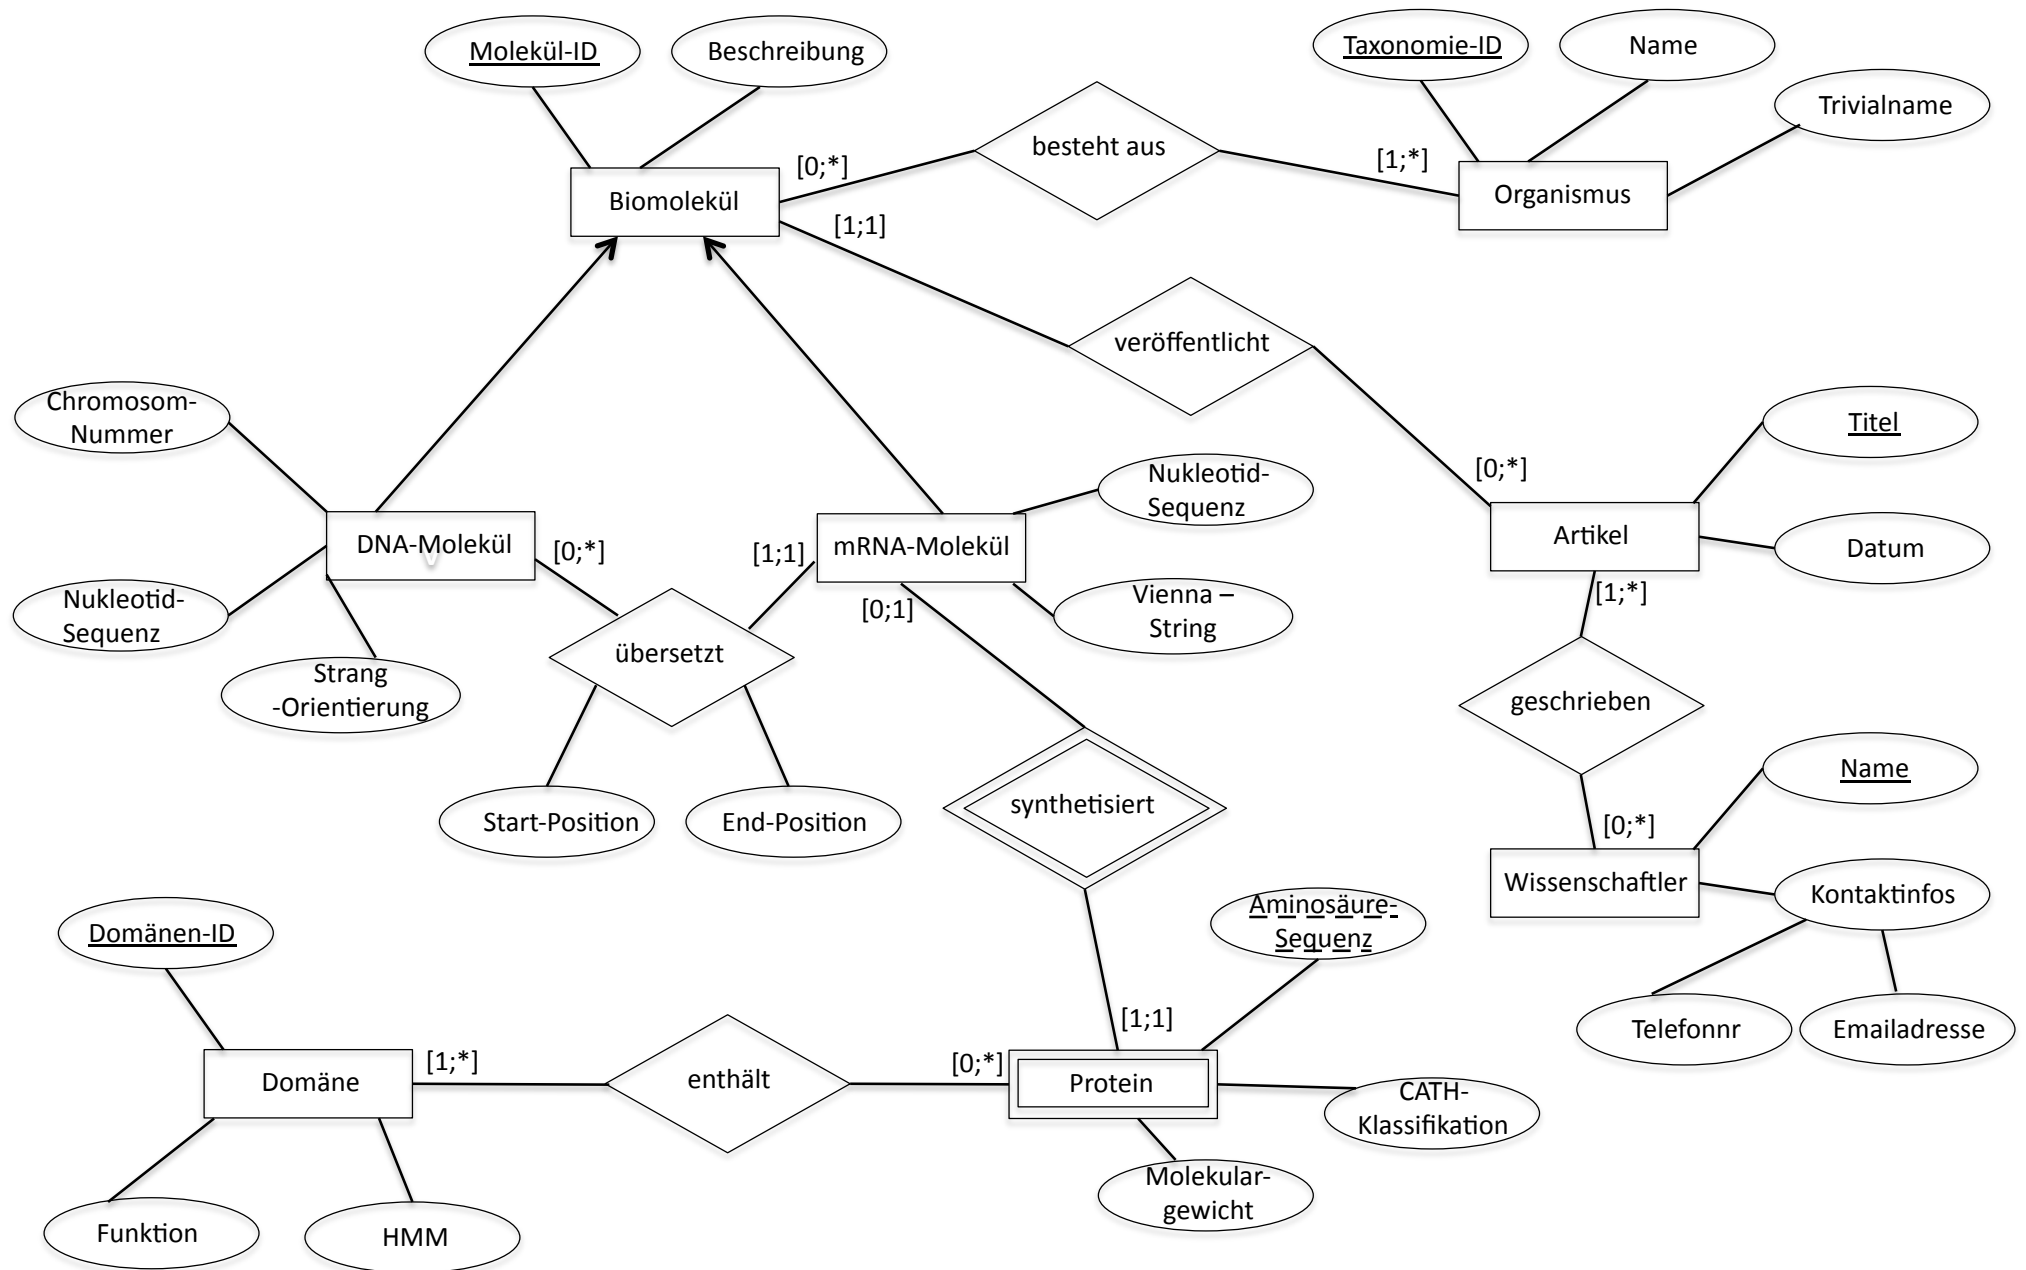 Molekül-ID
Beschreibung
Taxonomie-ID
Name
Trivialname
besteht aus
[0;*]
[1;*]
Biomolekül
Organismus
[1;1]
veröffentlicht
Chromosom-
Nummer
Titel
[0;*]
Nukleotid-
Sequenz
DNA-Molekül
[0;*]
[1;1]
mRNA-Molekül
Artikel
Datum
Nukleotid-
Sequenz
[0;1]
Vienna –
String
[1;*]
übersetzt
Strang
-Orientierung
geschrieben
Name
synthetisiert
Start-Position
End-Position
[0;*]
Wissenschaftler
Kontaktinfos
Aminosäure-
Sequenz
Domänen-ID
[1;1]
Telefonnr
Emailadresse
[1;*]
enthält
[0;*]
Domäne
Protein
CATH-
Klassifikation
Molekular-
gewicht
Funktion
HMM